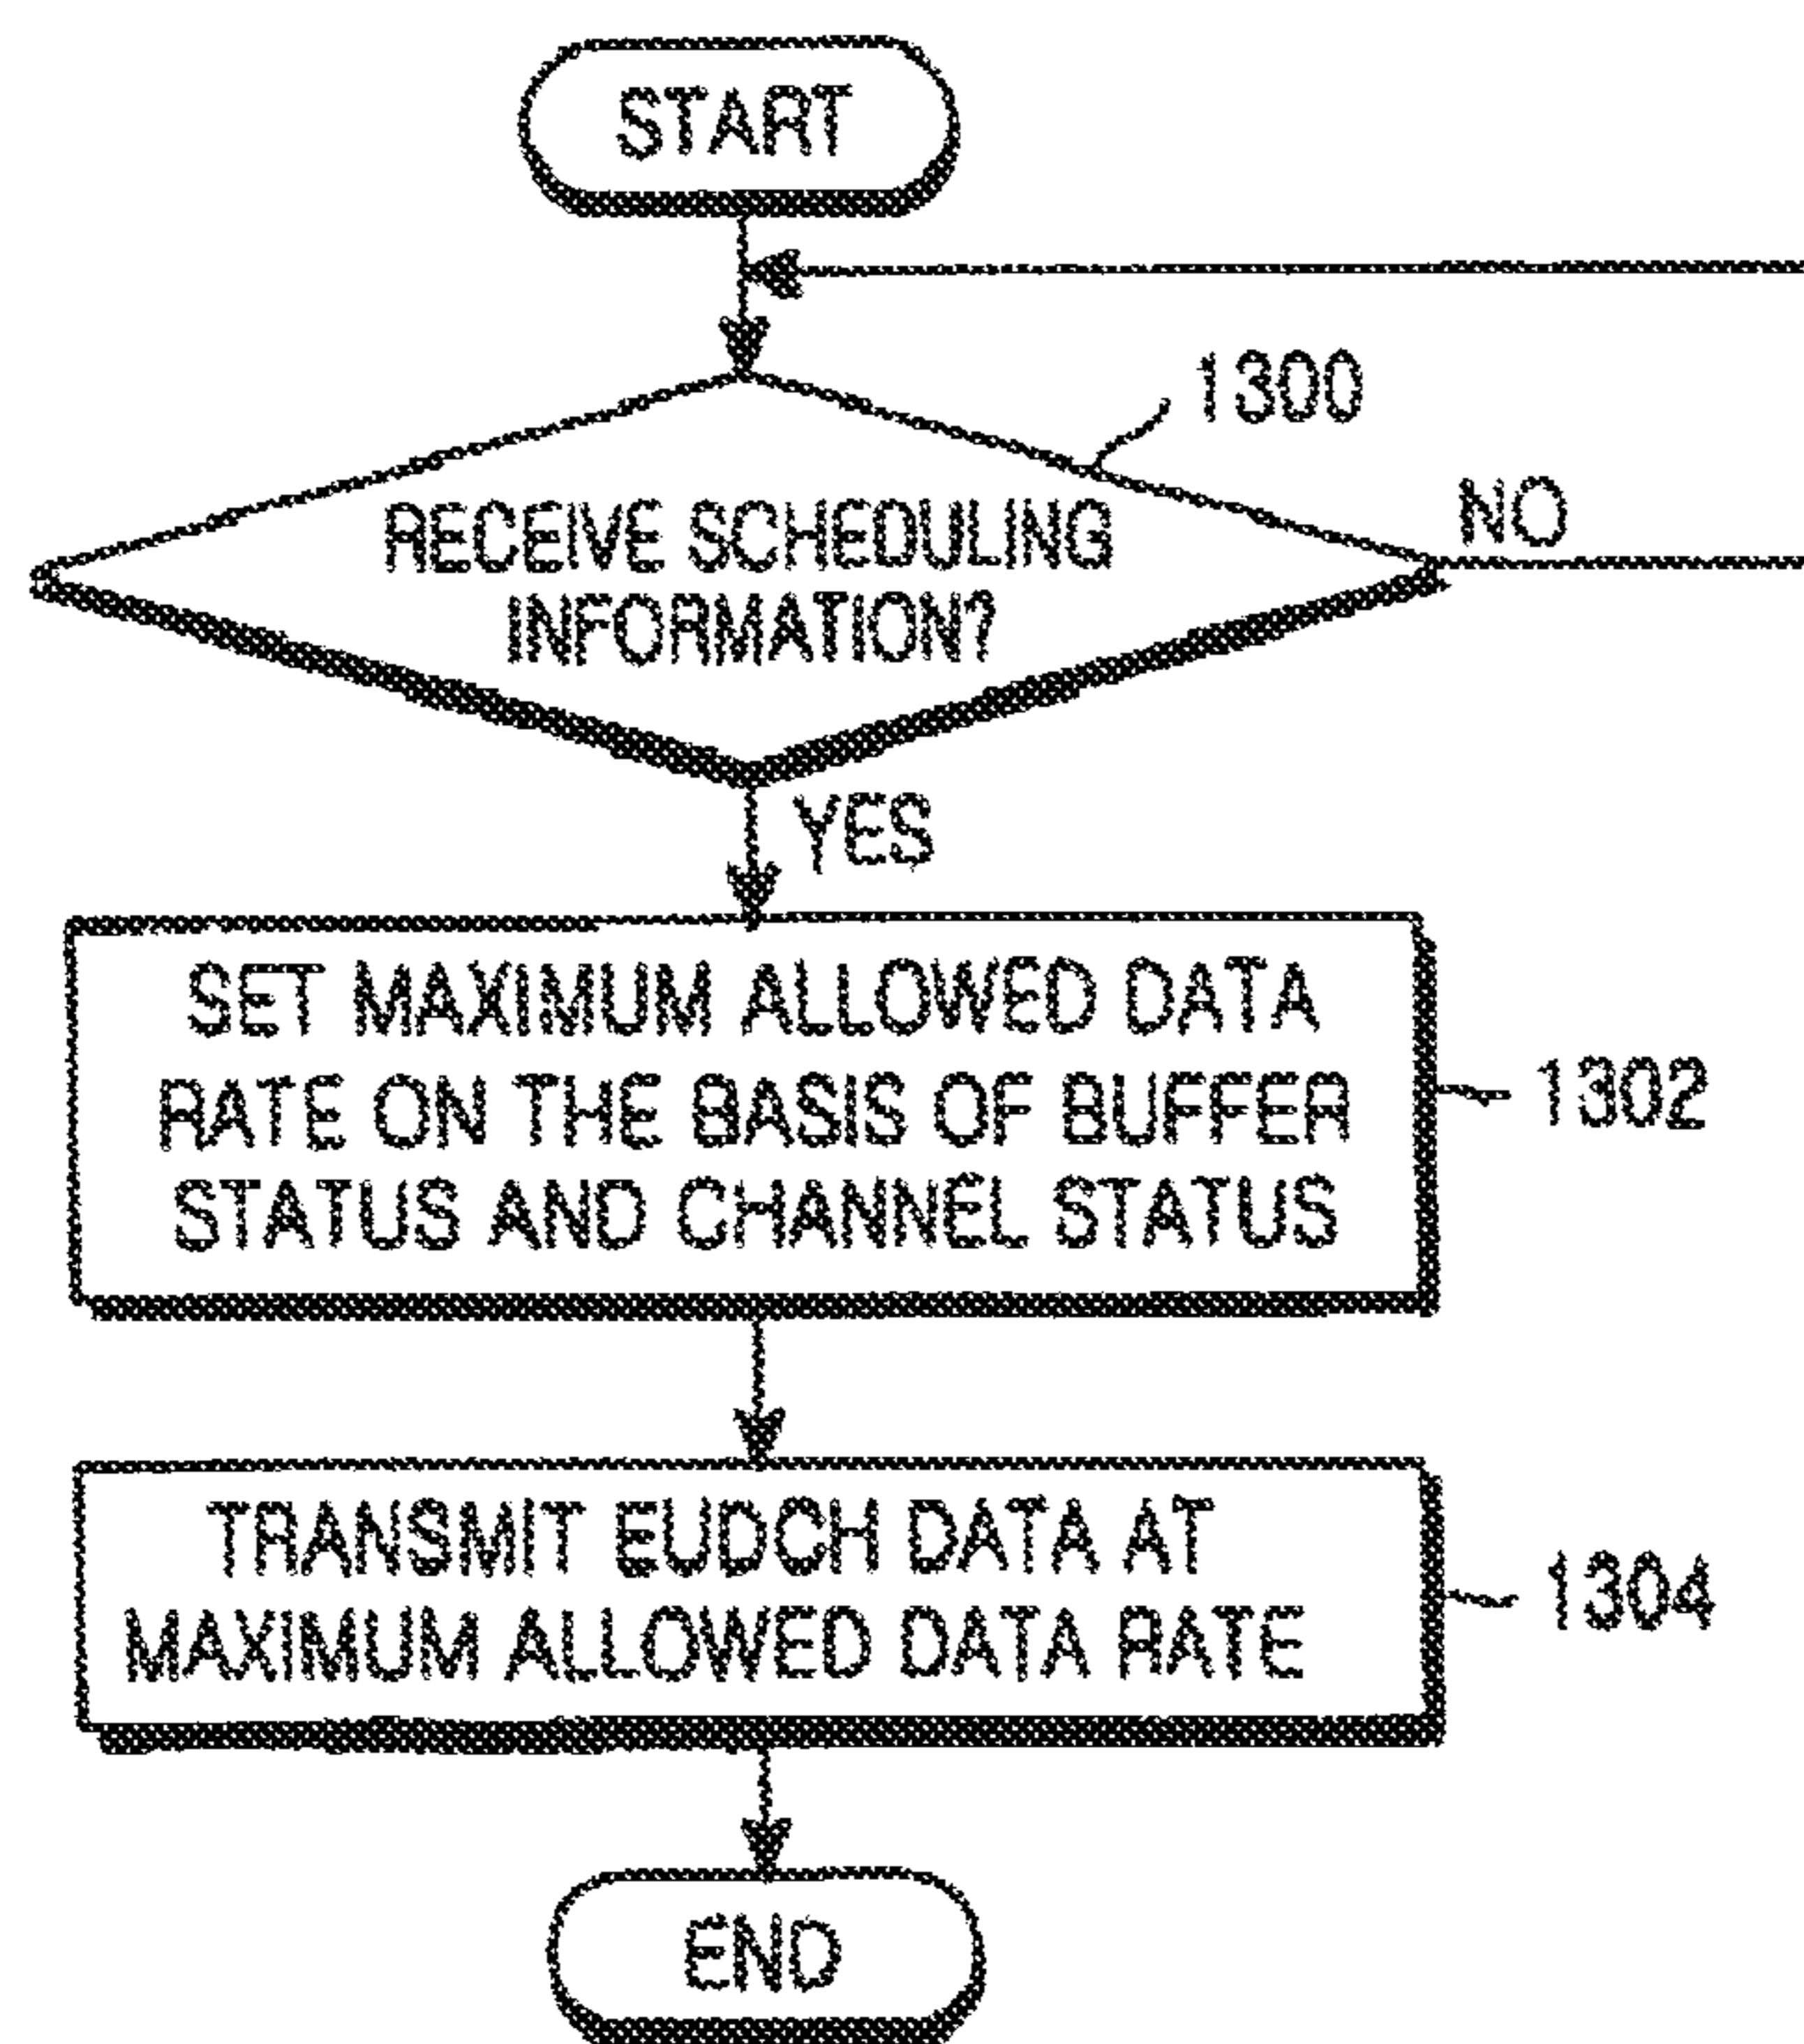 START
1300
RECEIVE SCHEDULING
INFORMATION?
NO
YES
SET MAXIMUM ALLOWED DATA
RATE ON THE BASIS OF BUFFER
STATUS AND CHANNEL STATUS
1302
TRANSMIT EUDCH DATA AT
MAXIMUM ALLOWED DATA RATE
1304
END